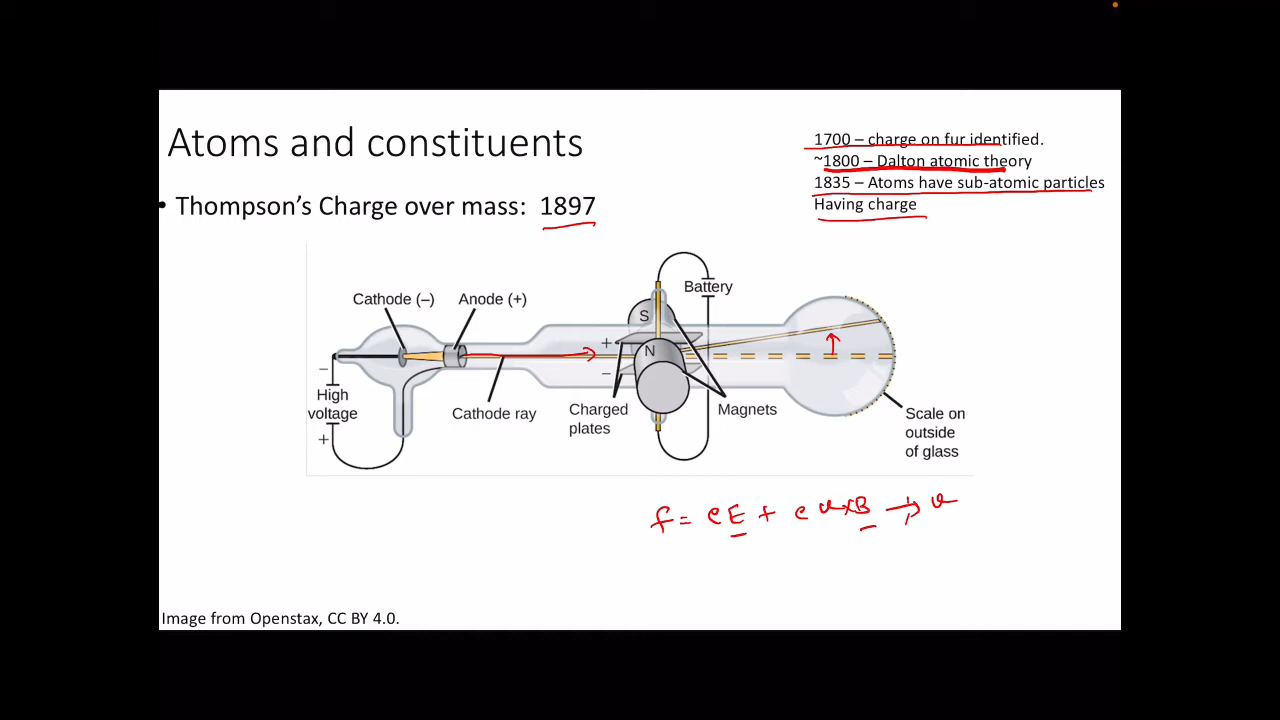 Atoms and constituents
1700 – charge on fur identified.
~1800 – Dalton atomic theory
1835 – Atoms have sub-atomic particles
Having charge
• Thompson's Charge over mass: 1897
Cathode (–)
Anode (+)
Battery
S
+
N
–
–
High
voltage
+
Cathode ray
Charged
plates
Magnets
Scale on
outside
of glass
f = eE + e v×B → v
Image from Openstax, CC BY 4.0.